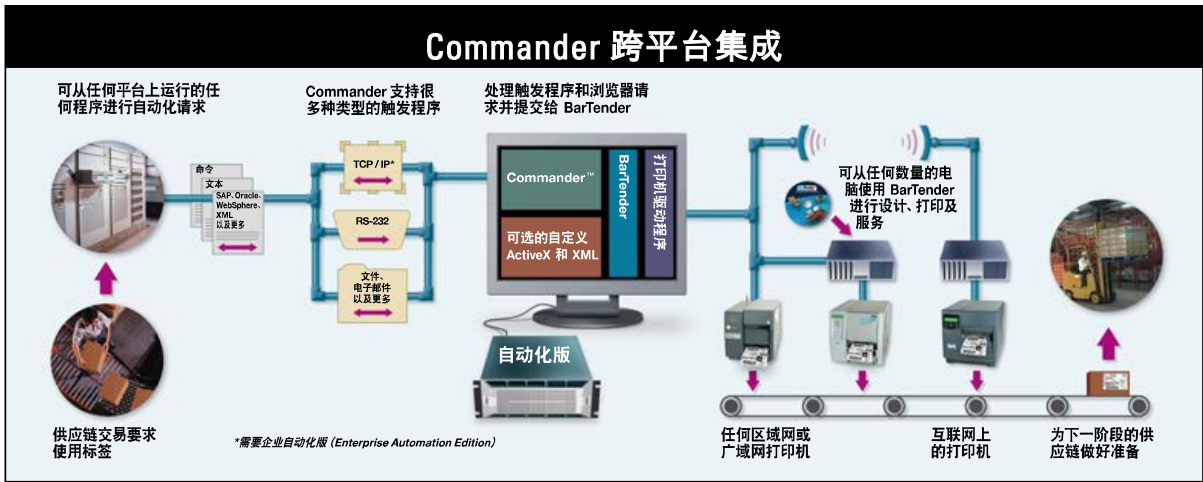 Commander 跨平台集成
可从任何平台上运行的任
何程序进行自动化请求
Commander 支持很
多种类型的触发程序
处理触发程序和浏览器请
求并提交给 BarTender
命令
文本
SAP、Oracle、
WebSphere、
XML
以及更多
TCP / IP*
RS-232
文件、
电子邮件
以及更多
Commander™
可选的自定义
ActiveX 和 XML
BarTender
打印机驱动程序
自动化版
可从任何数量的电
脑使用 BarTender
进行设计、打印及
服务
供应链交易要求
使用标签
*需要企业自动化版（Enterprise Automation Edition）
任何区域网或
广域网打印机
互联网上
的打印机
为下一阶段的供
应链做好准备